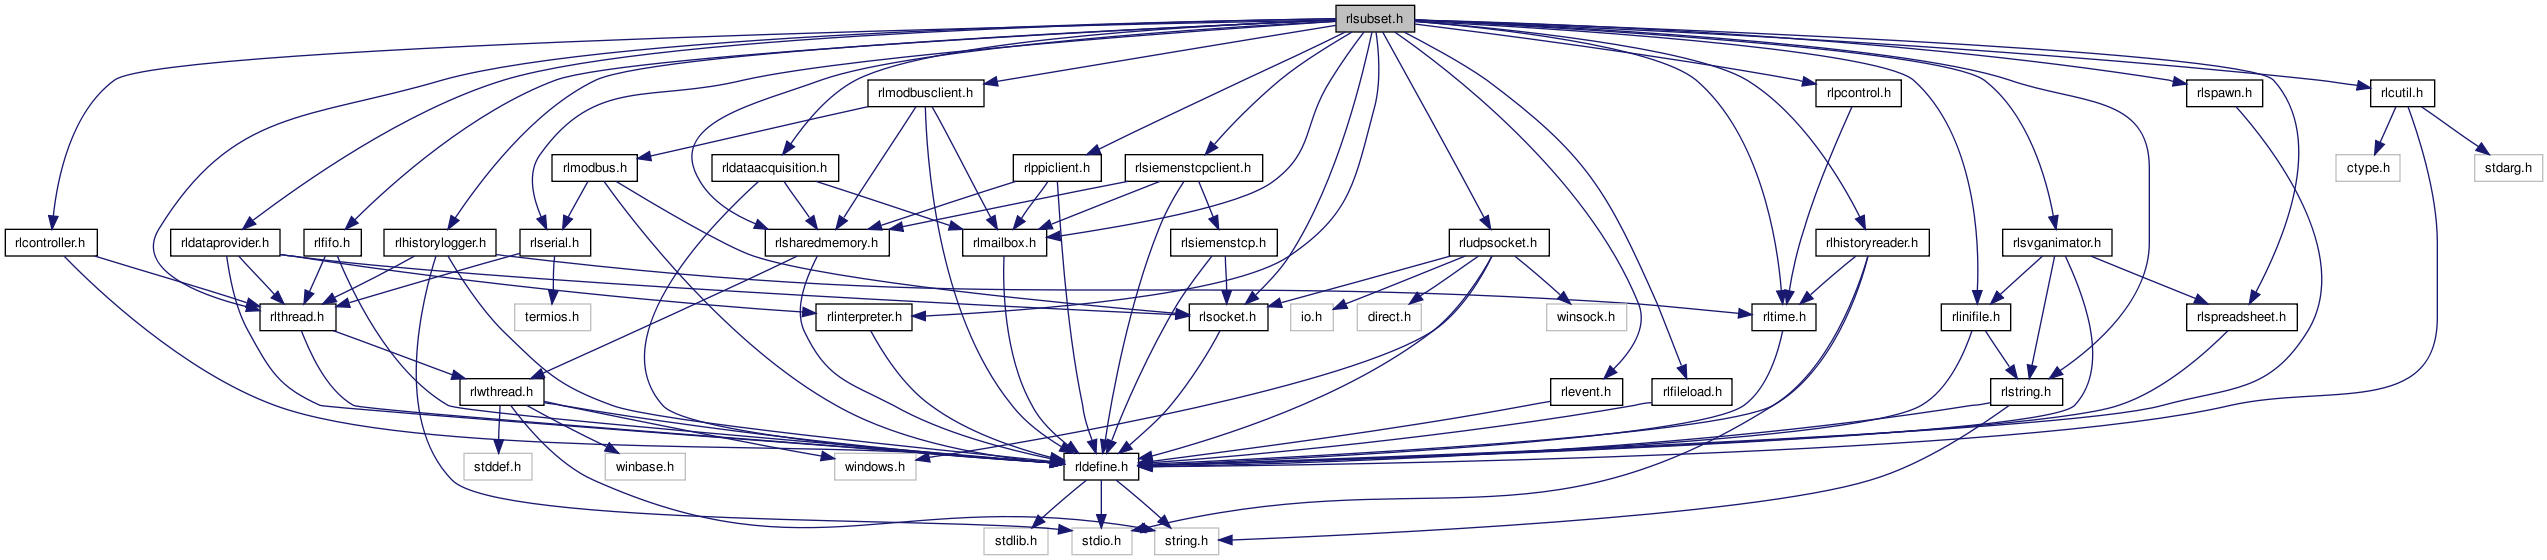 rlsubset.h
rlmodbusclient.h
rlpcontrol.h
rlspawn.h
rlcutil.h
rlmodbus.h
rldataacquisition.h
rlppiclient.h
rlsiemenstcpclient.h
ctype.h
stdarg.h
rlcontroller.h
rldataprovider.h
rlfifo.h
rlhistorylogger.h
rlserial.h
rlsharedmemory.h
rlmailbox.h
rlsiemenstcp.h
rludpsocket.h
rlhistoryreader.h
rlsvganimator.h
rlthread.h
termios.h
rlinterpreter.h
rlsocket.h
io.h
direct.h
winsock.h
rltime.h
rlinifile.h
rlspreadsheet.h
rlwthread.h
rlevent.h
rlfileload.h
rlstring.h
stddef.h
winbase.h
windows.h
rldefine.h
stdlib.h
stdio.h
string.h